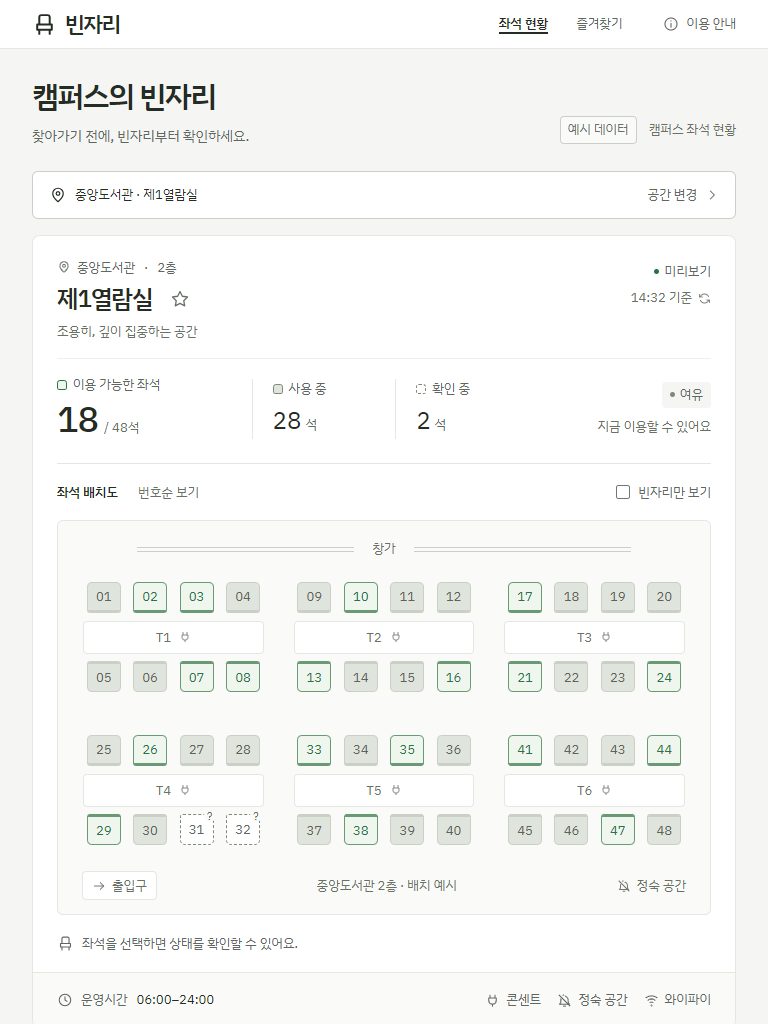 빈자리
좌석 현황 즐겨찾기 이용 안내
캠퍼스의 빈자리
찾아가기 전에, 빈자리부터 확인하세요.
예시 데이터 캠퍼스 좌석 현황
중앙도서관 · 제1열람실 공간 변경
중앙도서관 · 2층
미리보기
제1열람실
14:32 기준
조용히, 깊이 집중하는 공간
이용 가능한 좌석
18 / 48석
사용 중
28 석
확인 중
2 석
여유
지금 이용할 수 있어요
좌석 배치도 번호순 보기 빈자리만 보기
창가
01 02 03 04 09 10 11 12 17 18 19 20
T1 T2 T3
05 06 07 08 13 14 15 16 21 22 23 24
25 26 27 28 33 34 35 36 41 42 43 44
T4 T5 T6
29 30 31 ? 32 ? 37 38 39 40 45 46 47 48
출입구 중앙도서관 2층 · 배치 예시 정숙 공간
좌석을 선택하면 상태를 확인할 수 있어요.
운영시간 06:00–24:00 콘센트 정숙 공간 와이파이